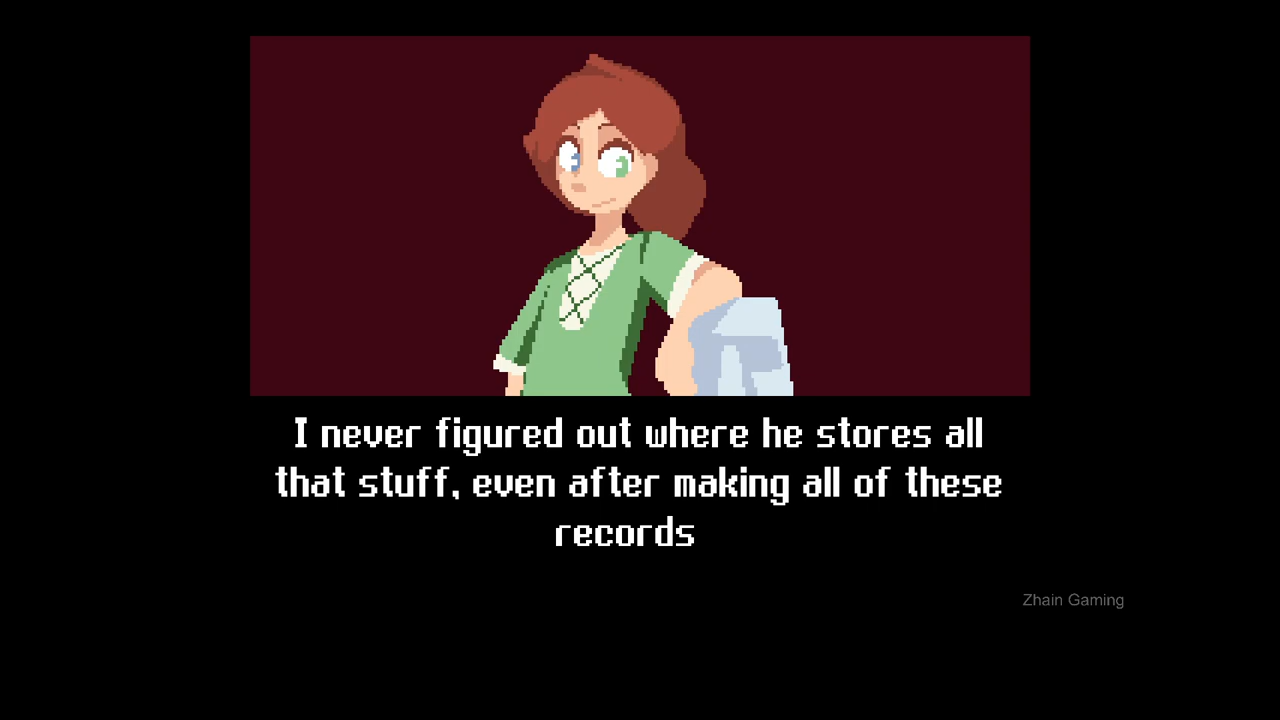 I never figured out where he stores all
that stuff, even after making all of these
records
Zhain Gaming